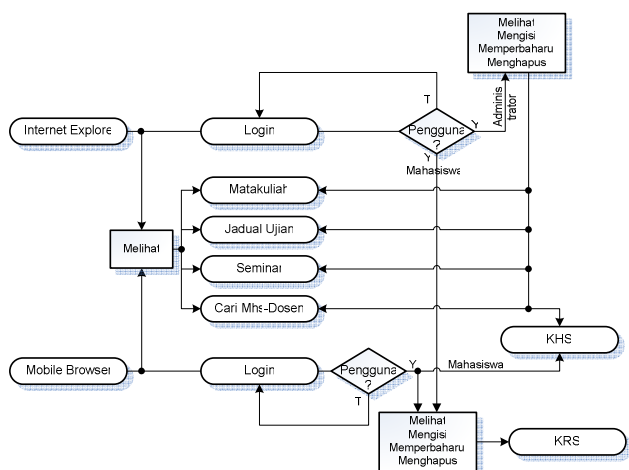 Melihat
Mengisi
Memperbaharu
Menghapus
T
Adminis
trator
Internet Explore
Login
Pengguna
?
Y
Y
Mahasiswa
Matakuliah
Jadual Ujian
Melihat
Seminar
Cari Mhs-Dosen
KHS
Mobile Browser
Login
Pengguna
?
Y
Mahasiswa
T
Melihat
Mengisi
Memperbaharu
Menghapus
KRS